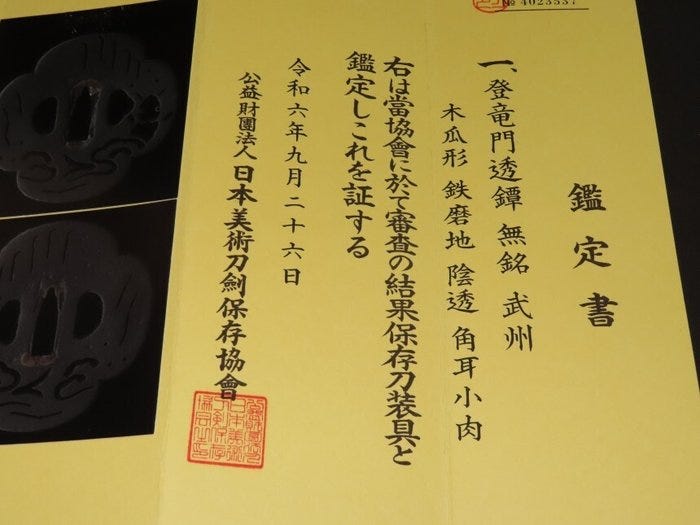 № 4023537
鑑定書
一、登竜門透鐔 無銘 武州
木瓜形 鉄磨地 陰透 角耳小肉
右は當協會に於て審査の結果保存刀装具と
鑑定しこれを証する
令和六年九月二十六日
公益財團法人 日本美術刀劍保存協會